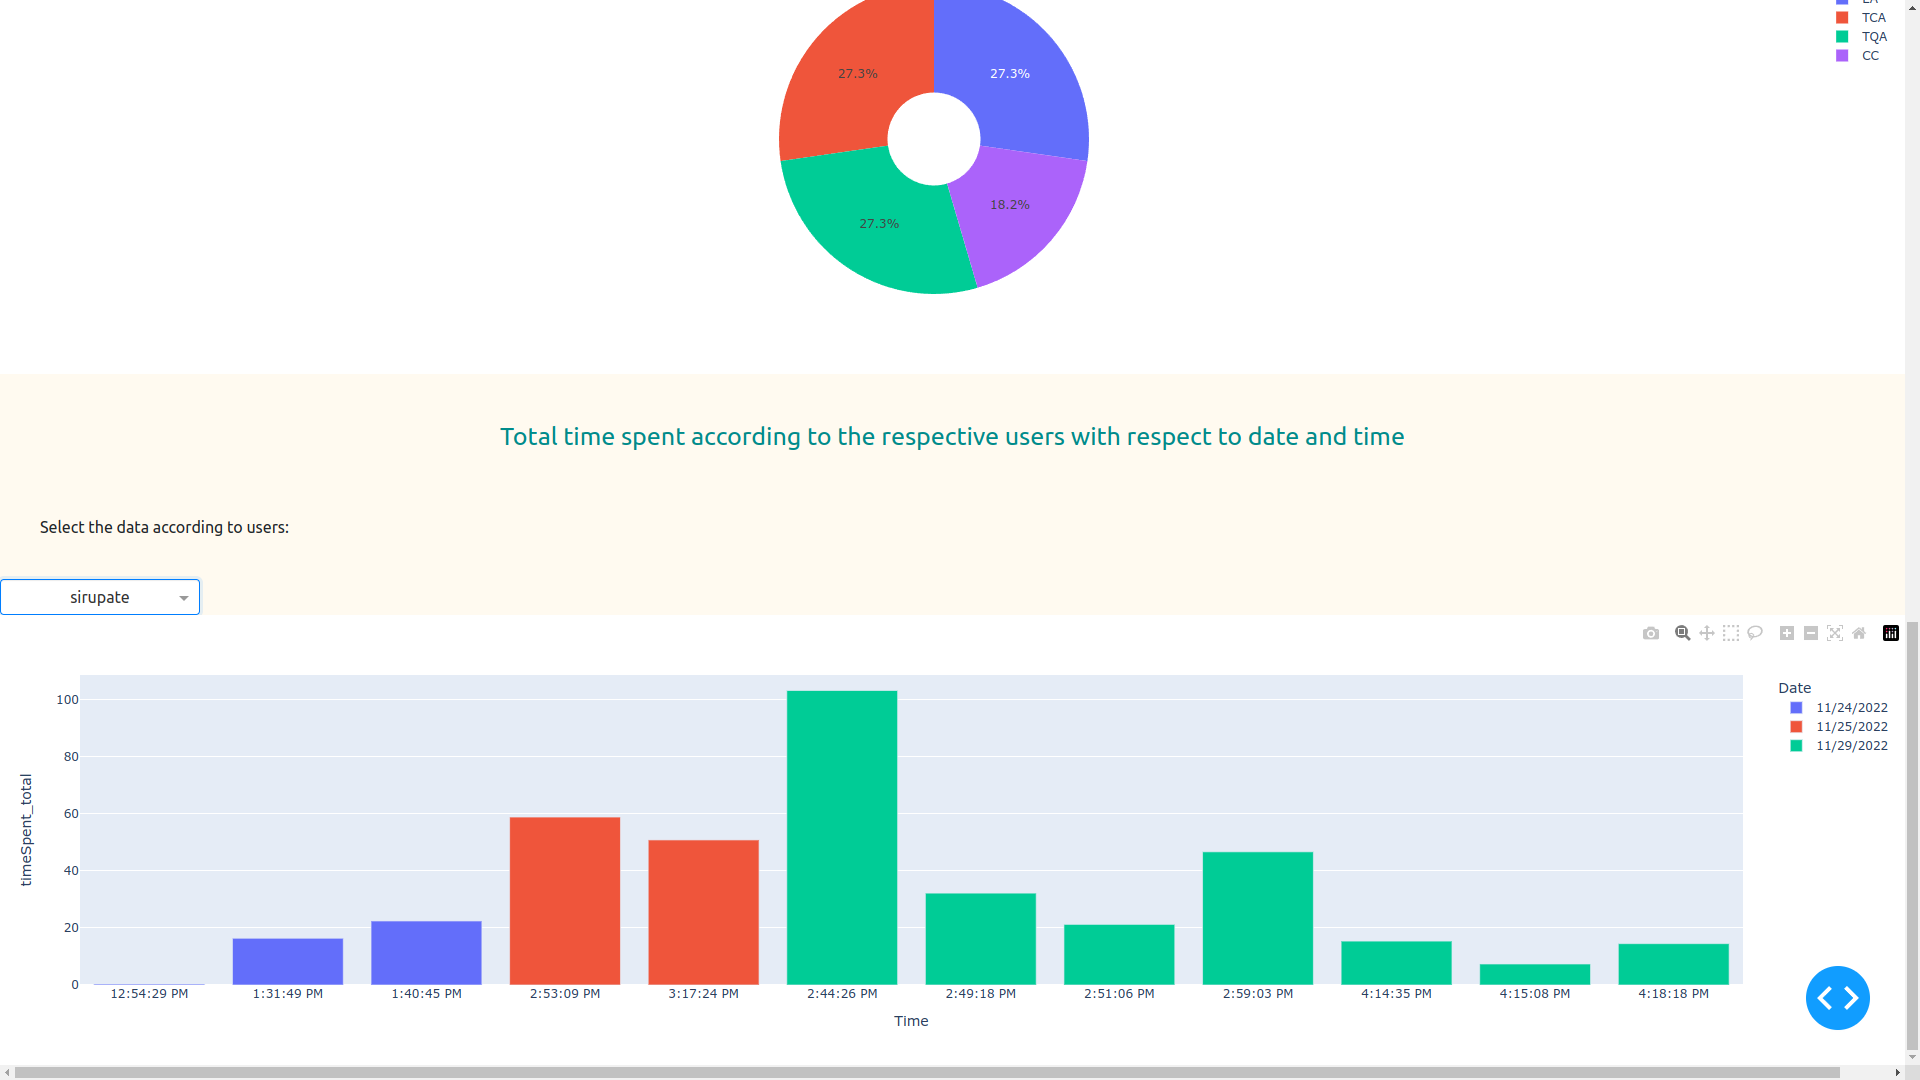 TCA
TQA
CC
27.3%
27.3%
18.2%
27.3%
Total time spent according to the respective users with respect to date and time
Select the data according to users:
sirupate
Date
11/24/2022
11/25/2022
11/29/2022
timeSpent_total
100
80
60
40
20
0
12:54:29 PM
1:31:49 PM
1:40:45 PM
2:53:09 PM
3:17:24 PM
2:44:26 PM
2:49:18 PM
2:51:06 PM
2:59:03 PM
4:14:35 PM
4:15:08 PM
4:18:18 PM
Time